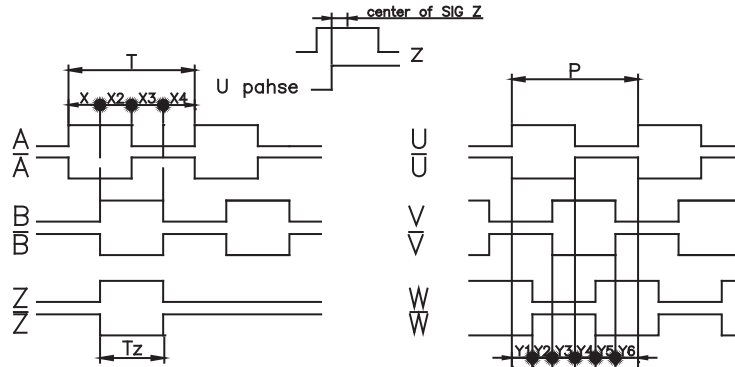 center of SIG Z
Z
U pahse
T
P
X X2 X3 X4
A
A
U
U
B
B
V
V
Z
Z
W
W
Tz
Y1 Y2 Y3 Y4 Y5 Y6